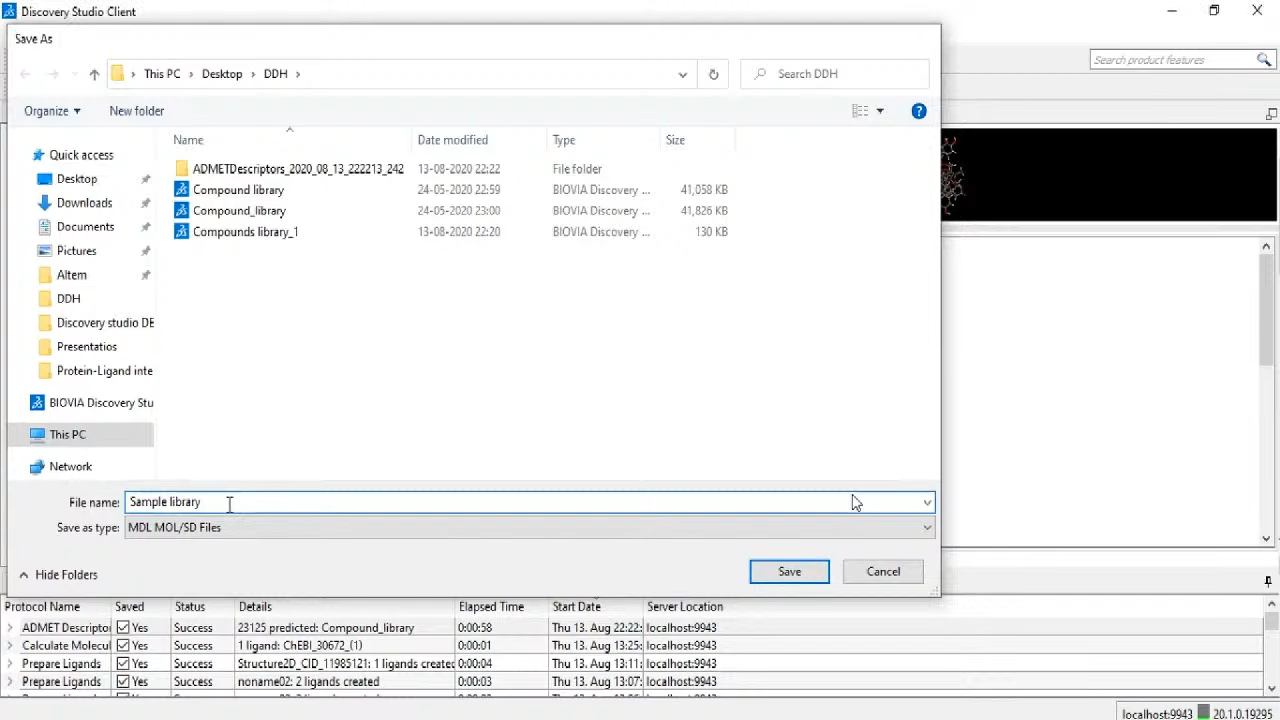 Discovery Studio Client
Save As
This PC > Desktop > DDH >
Search DDH
Search product features
Organize
New folder
Name Date modified Type Size
ADMETDescriptors_2020_08_13_222213_242 13-08-2020 22:22 File folder
Compound library 24-05-2020 22:59 BIOVIA Discovery ... 41,058 KB
Compound_library 24-05-2020 23:00 BIOVIA Discovery ... 41,826 KB
Compounds library_1 13-08-2020 22:20 BIOVIA Discovery ... 130 KB
Quick access
Desktop
Downloads
Documents
Pictures
Altem
DDH
Discovery studio DE
Presentatios
Protein-Ligand inte
BIOVIA Discovery Stu
This PC
Network
File name: Sample library
Save as type: MDL MOL/SD Files
Hide Folders
Save
Cancel
Protocol Name Saved Status Details Elapsed Time Start Date Server Location
ADMET Descriptor Yes Success 23125 predicted: Compound_library 0:00:58 Thu 13. Aug 22:22: localhost:9943
Calculate Molecul Yes Success 1 ligand: ChEBI_30672_(1) 0:00:01 Thu 13. Aug 13:25: localhost:9943
Prepare Ligands Yes Success Structure2D_CID_11985121: 1 ligands created 0:00:04 Thu 13. Aug 13:11: localhost:9943
Prepare Ligands Yes Success noname02: 2 ligands created 0:00:03 Thu 13. Aug 13:07: localhost:9943
localhost:9943 20.1.0.19295